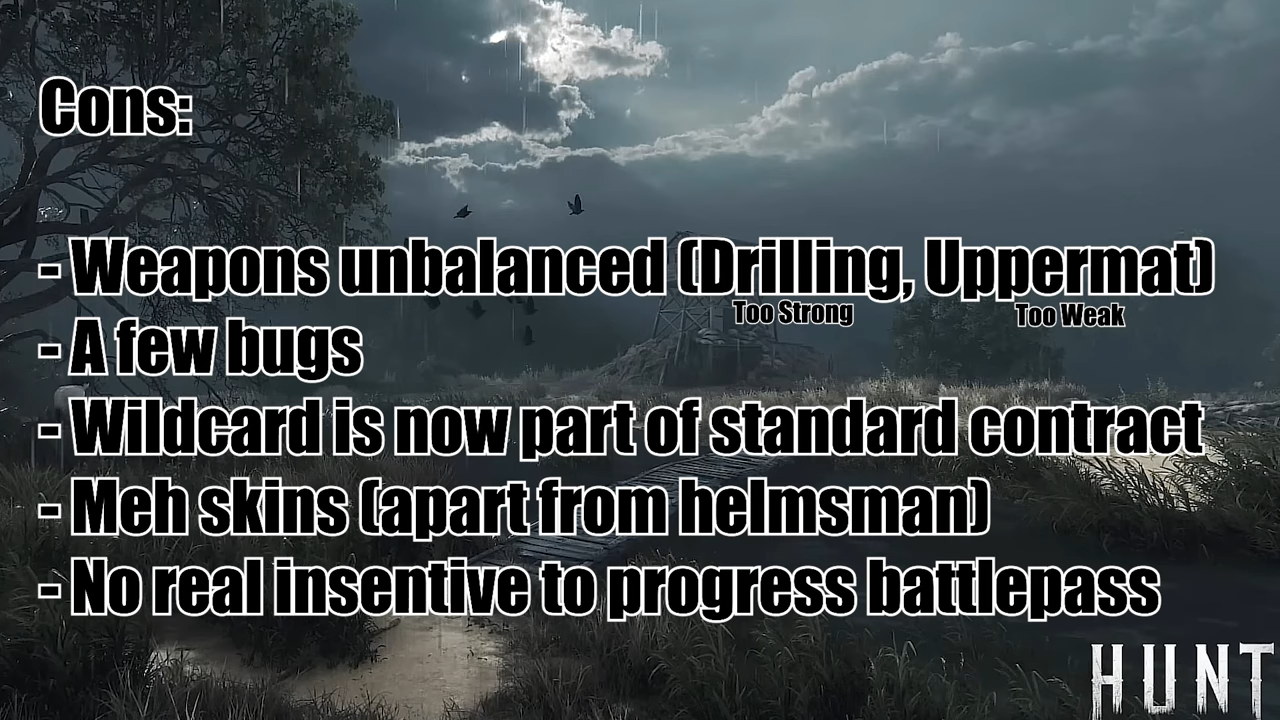 Cons:
- Weapons unbalanced (Drilling, Uppermat)
Too Strong Too Weak
- A few bugs
- Wildcard is now part of standard contract
- Meh skins (apart from helmsman)
- No real insentive to progress battlepass
HUNT